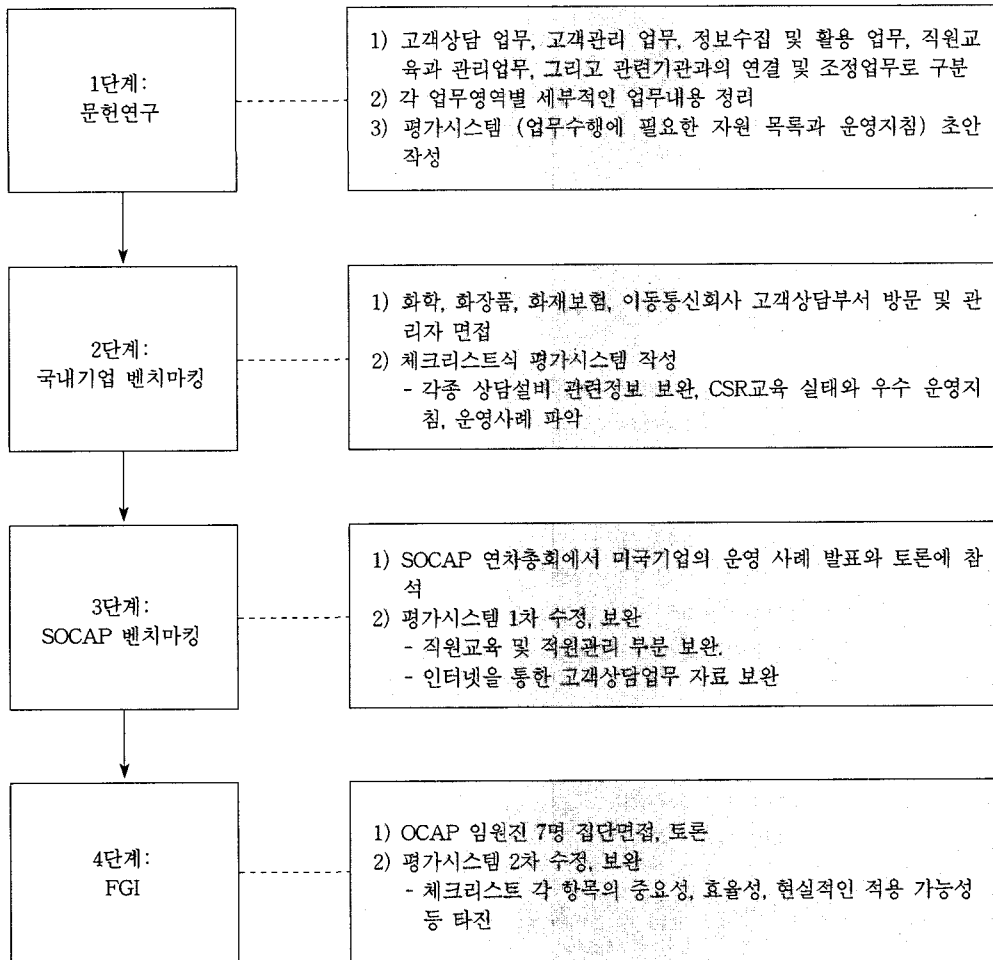 1단계:
문헌연구
1) 고객상담 업무, 고객관리 업무, 정보수집 및 활용 업무, 직원교
육과 관리업무, 그리고 관련기관과의 연결 및 조정업무로 구분
2) 각 업무영역별 세부적인 업무내용 정리
3) 평가시스템 (업무수행에 필요한 자원 목록과 운영지침) 초안
작성
2단계:
국내기업 벤치마킹
1) 화학, 화장품, 화재보험, 이동통신회사 고객상담부서 방문 및 관
리자 면접
2) 체크리스트식 평가시스템 작성
- 각종 상담설비 관련정보 보완, CSR교육 실태와 우수 운영지
침, 운영사례 파악
3단계:
SOCAP 벤치마킹
1) SOCAP 연차총회에서 미국기업의 운영 사례 발표와 토론에 참
석
2) 평가시스템 1차 수정, 보완
- 직원교육 및 직원관리 부분 보완.
- 인터넷을 통한 고객상담업무 자료 보완
4단계:
FGI
1) OCAP 임원진 7명 집단면접, 토론
2) 평가시스템 2차 수정, 보완
- 체크리스트 각 항목의 중요성, 효율성, 현실적인 적용 가능성
등 타진